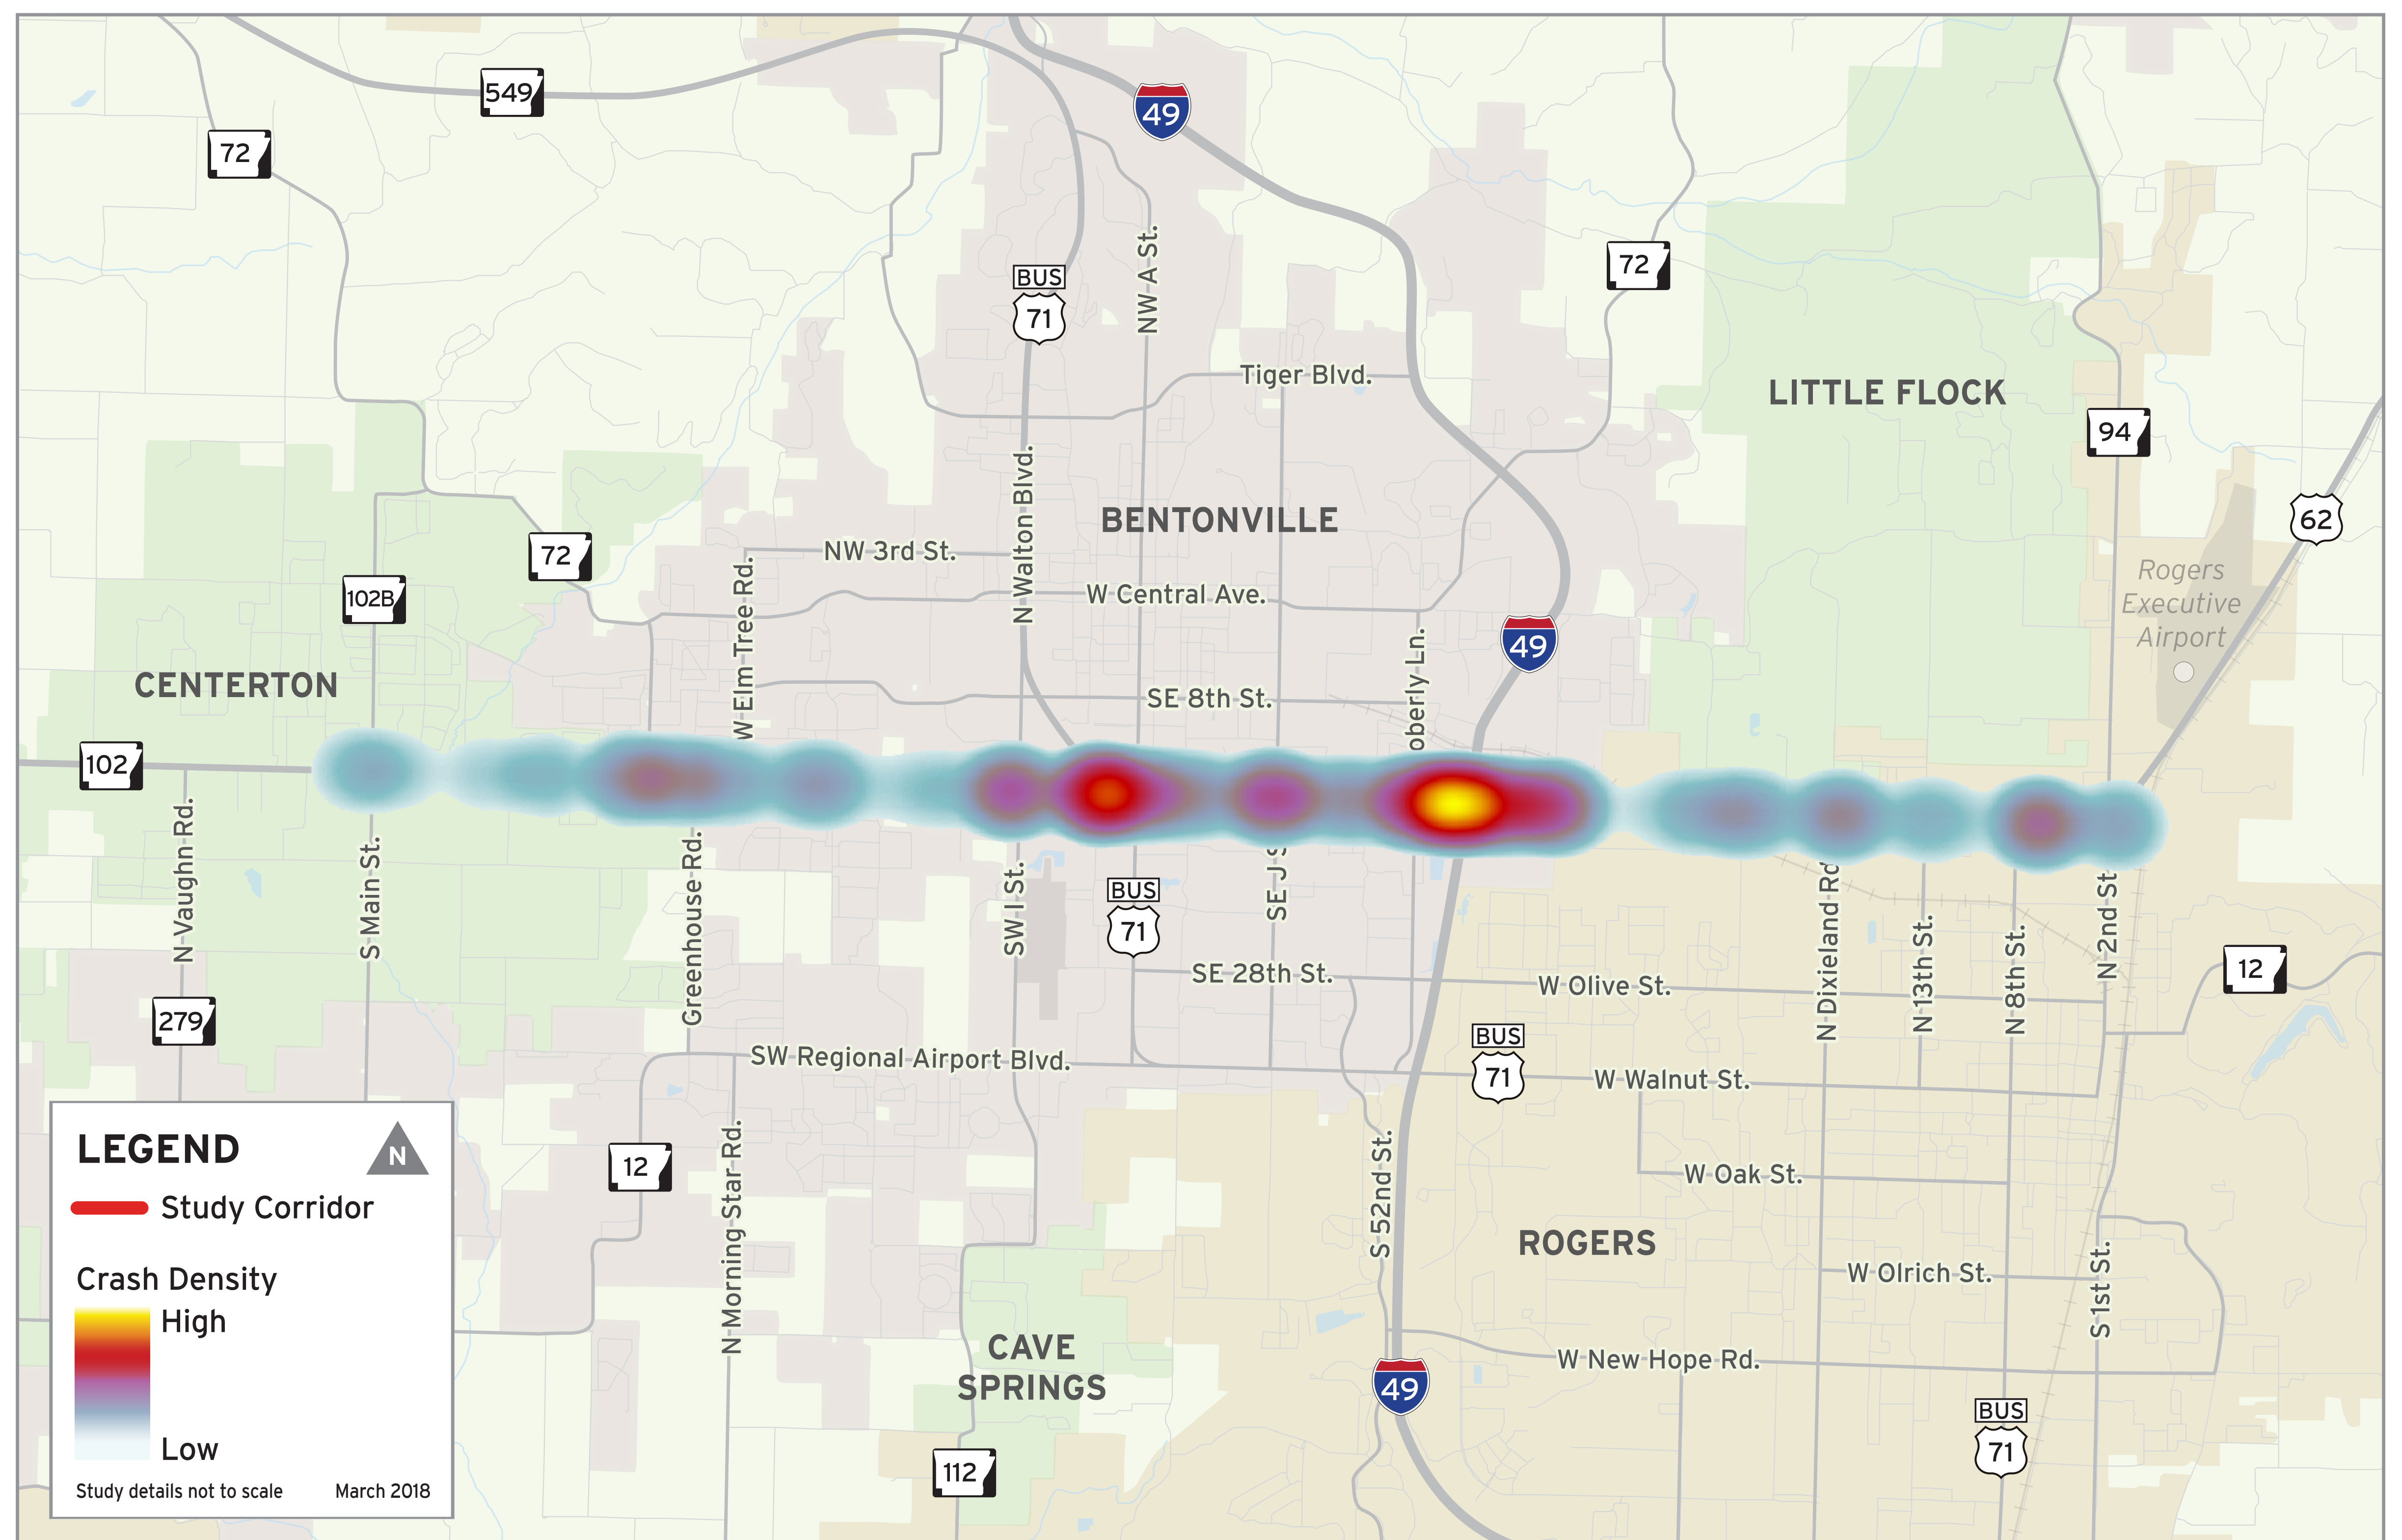 549
49
72
BUS
71
NW A St.
72
Tiger Blvd.
LITTLE FLOCK
94
N Walton Blvd.
BENTONVILLE
62
72
NW 3rd St.
102B
W Central Ave.
Rogers
Executive
Airport
W Elm Tree Rd.
49
CENTERTON
oberly Ln.
SE 8th St.
102
N Vaughn Rd.
S Main St.
Greenhouse Rd.
SW I St.
BUS
71
SE J S
N Dixieland Rd
N 13th St.
N 8th St.
N 2nd St
SE 28th St.
W Olive St.
12
279
SW Regional Airport Blvd.
BUS
71
W Walnut St.
12
N Morning Star Rd.
S 52nd St.
W Oak St.
ROGERS
W Olrich St.
S 1st St.
CAVE
SPRINGS
W New Hope Rd.
49
BUS
71
112
LEGEND
N
Study Corridor
Crash Density
High
Low
Study details not to scale
March 2018